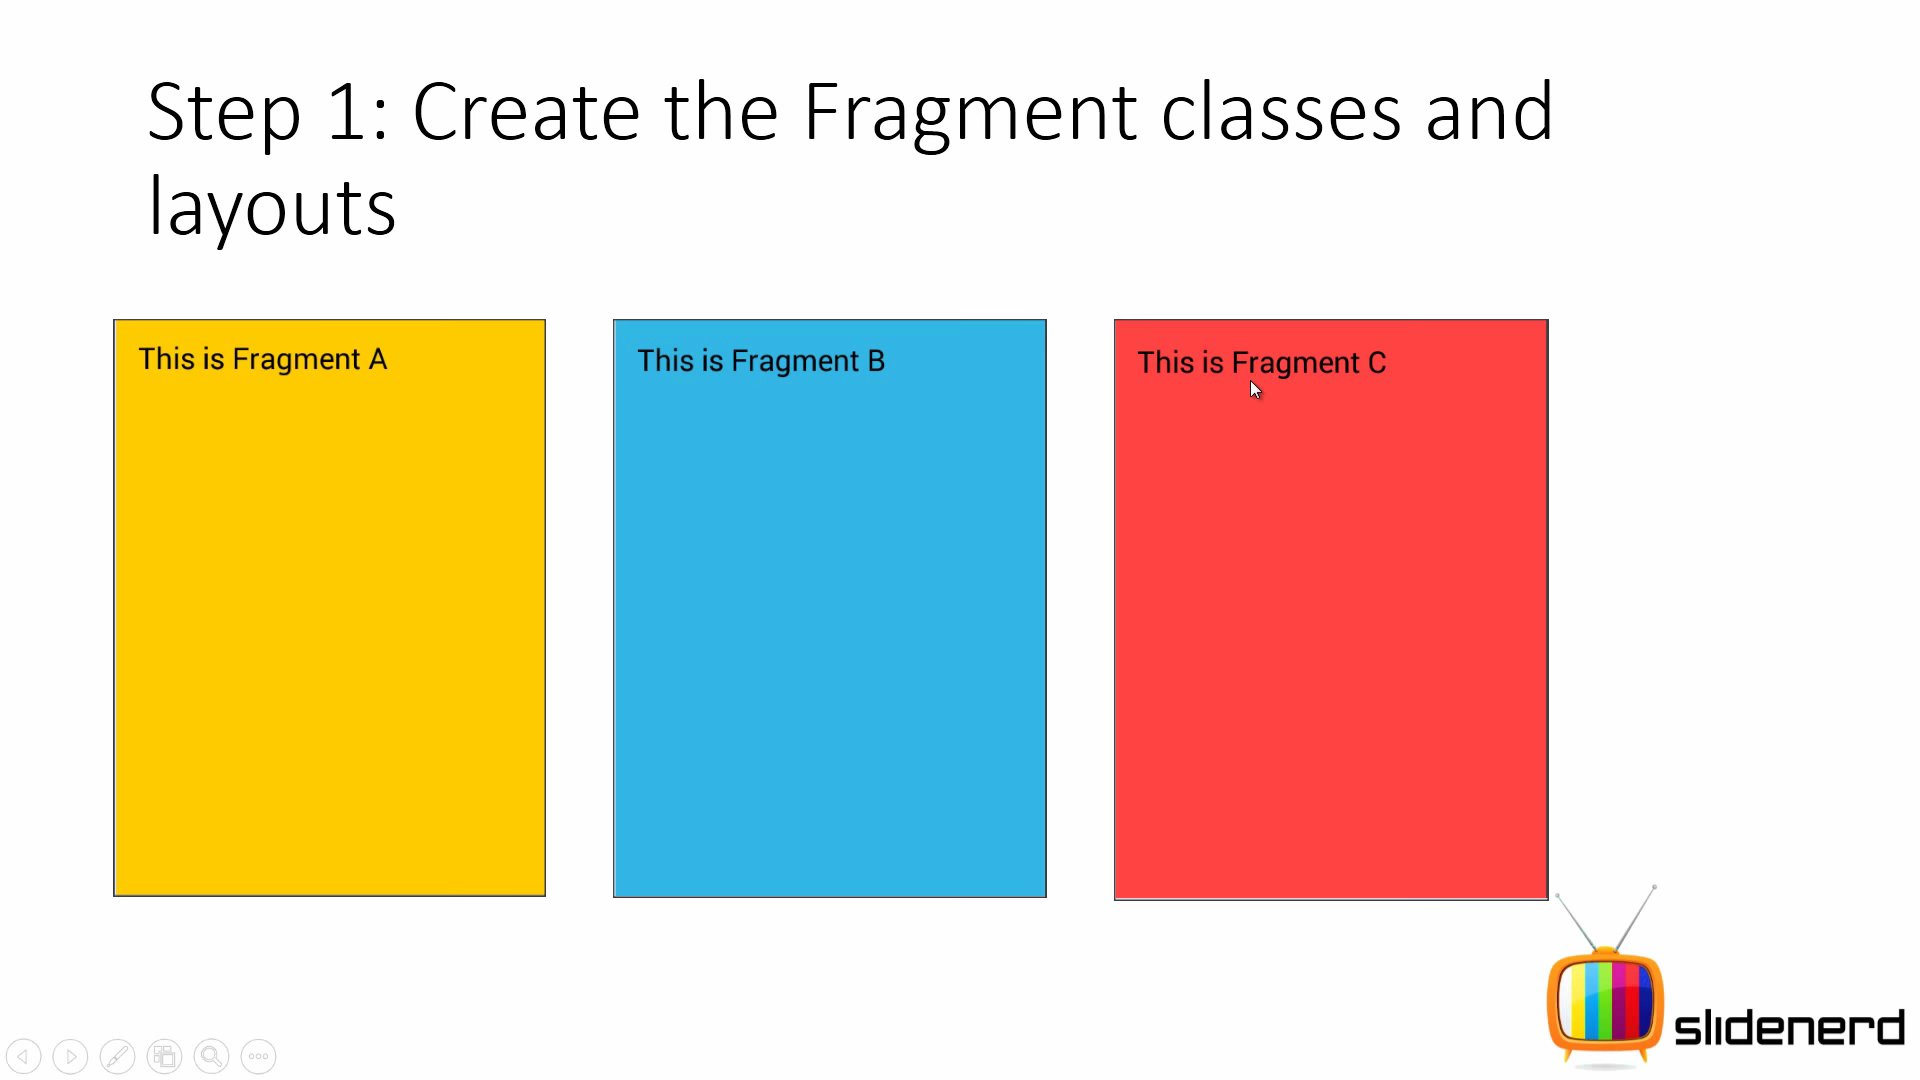 Step 1: Create the Fragment classes and
layouts
This is Fragment A
This is Fragment B
This is Fragment C
slidenerd